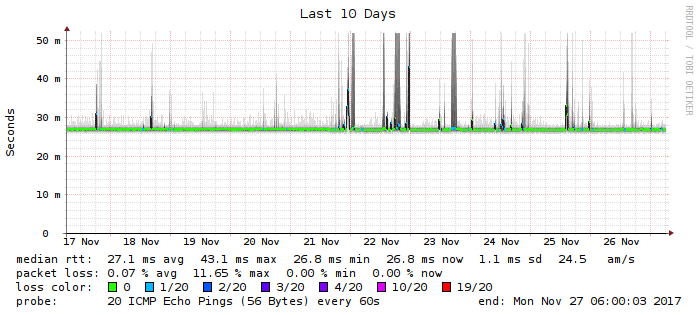 Last 10 Days
RRDTOOL / TOBI OETIKER
Seconds
50 m
40 m
30 m
20 m
10 m
0
17 Nov 18 Nov 19 Nov 20 Nov 21 Nov 22 Nov 23 Nov 24 Nov 25 Nov 26 Nov
median rtt: 27.1 ms avg 43.1 ms max 26.8 ms min 26.8 ms now 1.1 ms sd 24.5 am/s
packet loss: 0.07 % avg 11.65 % max 0.00 % min 0.00 % now
loss color: 0 1/20 2/20 3/20 4/20 10/20 19/20
probe: 20 ICMP Echo Pings (56 Bytes) every 60s end: Mon Nov 27 06:00:03 2017